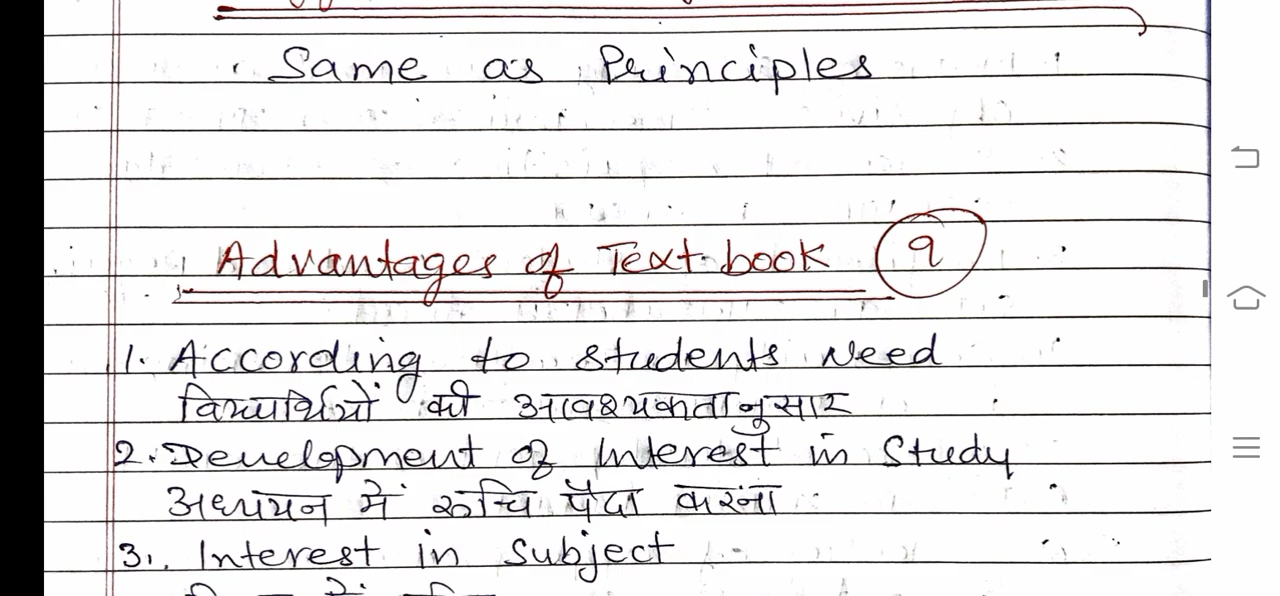 Same as Principles
Advantages of Text book 9
1. According to students Need
विद्यार्थियों की आवश्यकतानुसार
2. Development of Interest in Study
अध्ययन में रूचि पैदा करना
3. Interest in Subject